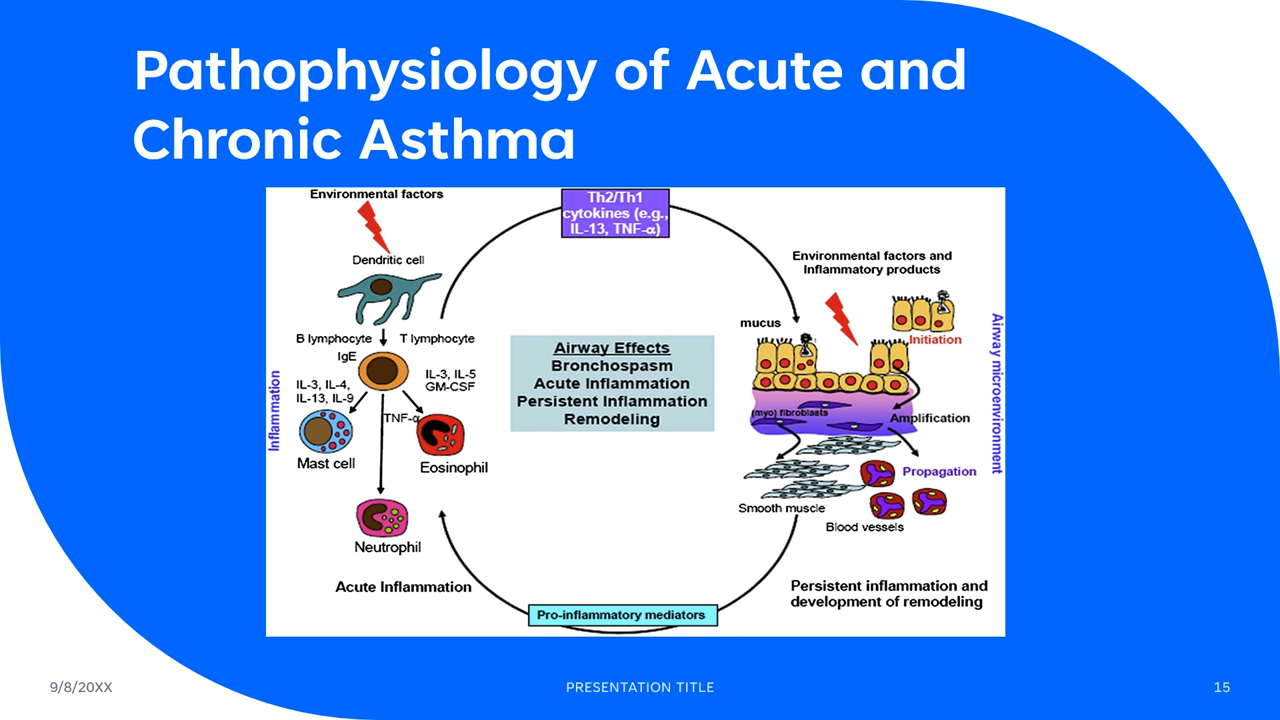 Pathophysiology of Acute and
Chronic Asthma
Environmental factors
Dendritic cell
B lymphocyte
T lymphocyte
IgE
IL-3, IL-4,
IL-13, IL-9
IL-3, IL-5
GM-CSF
TNF-α
Mast cell
Eosinophil
Neutrophil
Inflammation
Acute Inflammation
Th2/Th1
cytokines (e.g.,
IL-13, TNF-α)
Airway Effects
Bronchospasm
Acute Inflammation
Persistent Inflammation
Remodeling
Pro-inflammatory mediators
Environmental factors and
Inflammatory products
mucus
Initiation
(myo) fibroblasts
Amplification
Propagation
Smooth muscle
Blood vessels
Airway microenvironment
Persistent inflammation and
development of remodeling
9/8/20XX
PRESENTATION TITLE
15